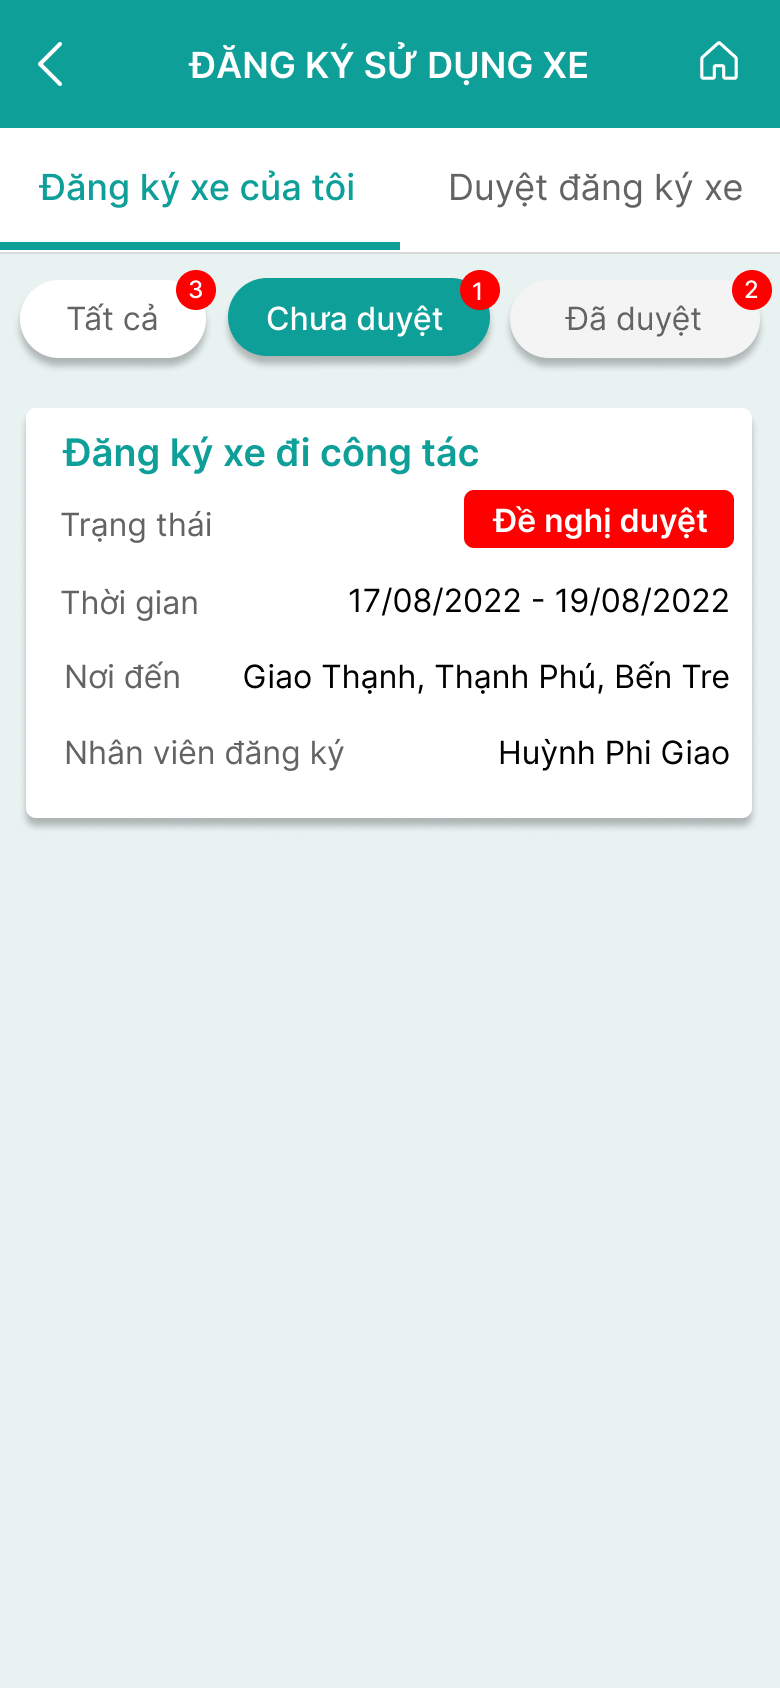 ĐĂNG KÝ SỬ DỤNG XE
Đăng ký xe của tôi Duyệt đăng ký xe
Tất cả 3 Chưa duyệt 1 Đã duyệt 2
Đăng ký xe đi công tác
Trạng thái Đề nghị duyệt
Thời gian 17/08/2022 - 19/08/2022
Nơi đến Giao Thạnh, Thạnh Phú, Bến Tre
Nhân viên đăng ký Huỳnh Phi Giao